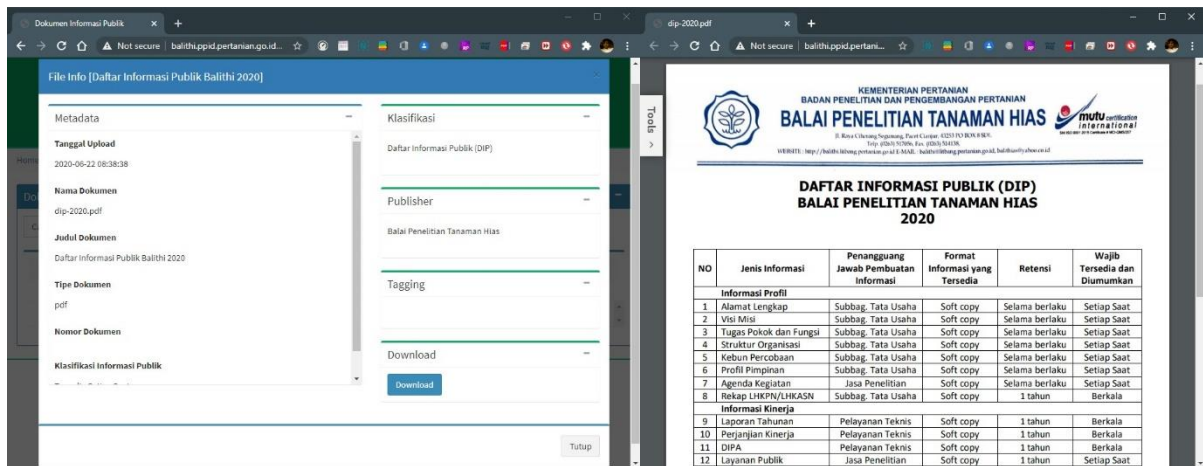 Dokumen Informasi Publik
Not secure | balithi.ppid.pertanian.go.id...
File Info [Daftar Informasi Publik Balithi 2020]
Metadata
Tanggal Upload
2020-06-22 08:38:38
Nama Dokumen
dip-2020.pdf
Judul Dokumen
Daftar Informasi Publik Balithi 2020
Tipe Dokumen
pdf
Nomor Dokumen
Klasifikasi Informasi Publik
Klasifikasi
Daftar Informasi Publik (DIP)
Publisher
Balai Penelitian Tanaman Hias
Tagging
Download
Download
Tutup
dip-2020.pdf
Not secure | balithi.ppid.pertani...
Tools
KEMENTERIAN PERTANIAN
BADAN PENELITIAN DAN PENGEMBANGAN PERTANIAN
BALAI PENELITIAN TANAMAN HIAS
mutu certification
international
DAFTAR INFORMASI PUBLIK (DIP)
BALAI PENELITIAN TANAMAN HIAS
2020
NO Jenis Informasi Penangguang Jawab Pembuatan Informasi Format Informasi yang Tersedia Retensi Wajib Tersedia dan Diumumkan
Informasi Profil
1 Alamat Lengkap Subbag. Tata Usaha Soft copy Selama berlaku Setiap Saat
2 Visi Misi Subbag. Tata Usaha Soft copy Selama berlaku Setiap Saat
3 Tugas Pokok dan Fungsi Subbag. Tata Usaha Soft copy Selama berlaku Setiap Saat
4 Struktur Organisasi Subbag. Tata Usaha Soft copy Selama berlaku Setiap Saat
5 Kebun Percobaan Subbag. Tata Usaha Soft copy Selama berlaku Setiap Saat
6 Profil Pimpinan Subbag. Tata Usaha Soft copy Selama berlaku Setiap Saat
7 Agenda Kegiatan Jasa Penelitian Soft copy Selama berlaku Setiap Saat
8 Rekap LHKPN/LHKASN Subbag. Tata Usaha Soft copy 1 tahun Berkala
Informasi Kinerja
9 Laporan Tahunan Pelayanan Teknis Soft copy 1 tahun Berkala
10 Perjanjian Kinerja Pelayanan Teknis Soft copy 1 tahun Berkala
11 DIPA Pelayanan Teknis Soft copy 1 tahun Berkala
12 Layanan Publik Jasa Penelitian Soft copy 1 tahun Setiap Saat